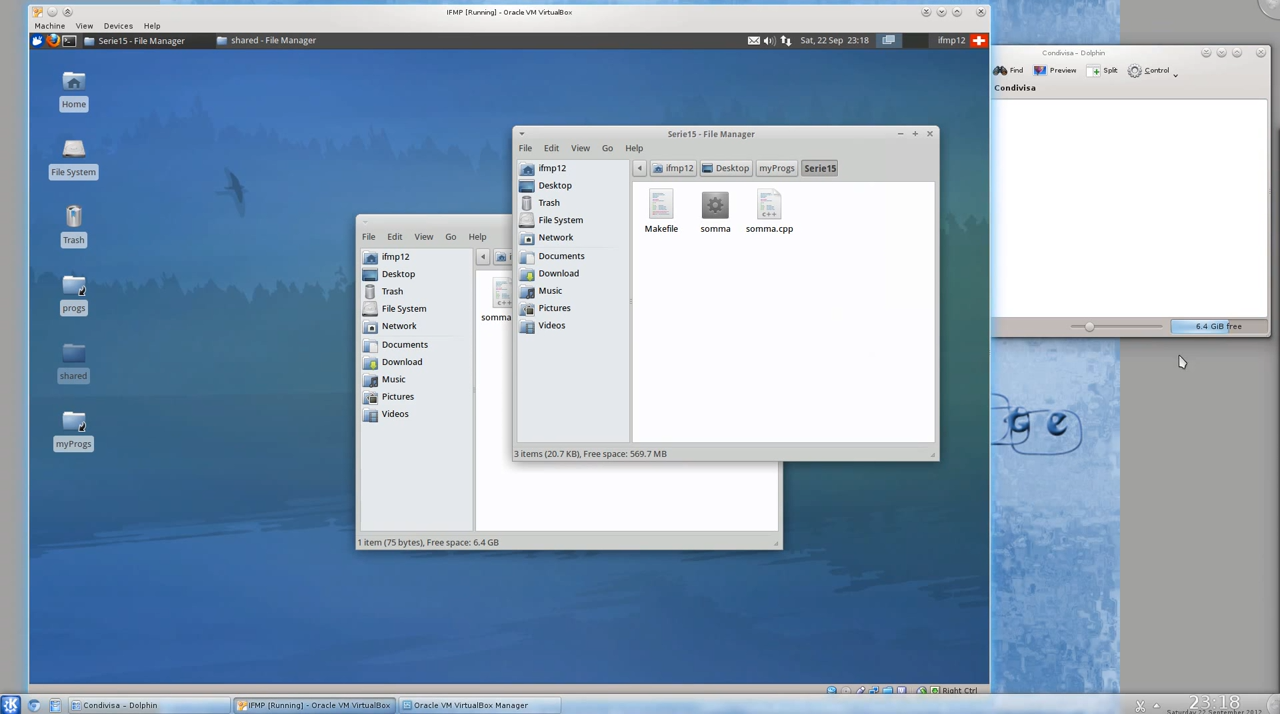 IFMP [Running] - Oracle VM VirtualBox
Machine View Devices Help
Serie15 - File Manager shared - File Manager Sat, 22 Sep 23:18 ifmp12
Home
File System
Trash
progs
shared
myProgs
File Edit View Go Help
ifmp12
Desktop
Trash
File System
Network
Documents
Download
Music
Pictures
Videos
somma
1 item (75 bytes), Free space: 6.4 GB
Serie15 - File Manager
File Edit View Go Help
ifmp12 Desktop myProgs Serie15
ifmp12
Desktop
Trash
File System
Network
Documents
Download
Music
Pictures
Videos
Makefile somma somma.cpp
c++
3 items (20.7 KB), Free space: 569.7 MB
Condivisa – Dolphin
Find Preview Split Control
Condivisa
6.4 GiB free
Right Ctrl
Condivisa – Dolphin IFMP [Running] - Oracle VM VirtualBox Oracle VM VirtualBox Manager
23:18
Saturday 22 September 2012